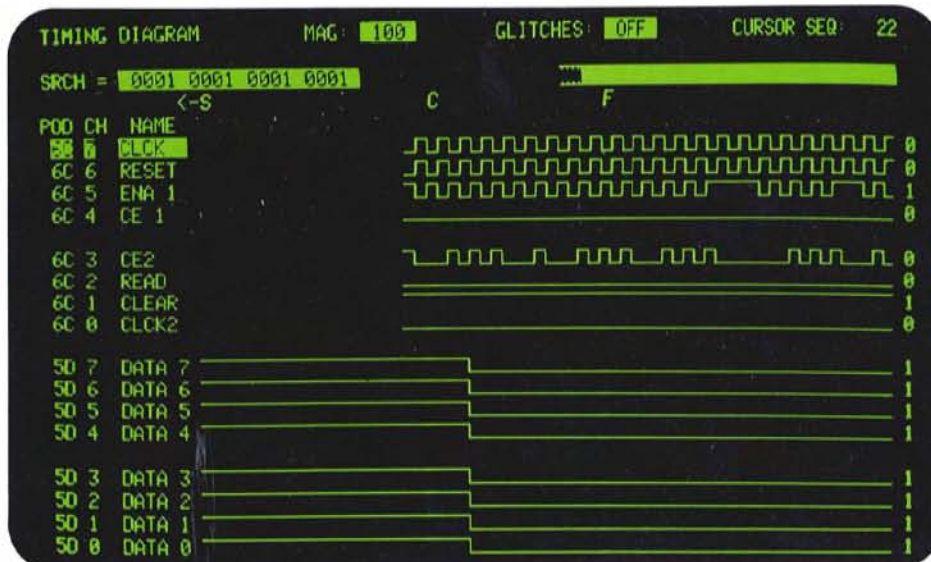 TIMING DIAGRAM MAG: 100 GLITCHES: OFF CURSOR SEQ: 22
SRCH = 0001 0001 0001 0001
<-S C F
POD CH NAME
6C 7 CLCK 0
6C 6 RESET 0
6C 5 ENA 1 1
6C 4 CE 1 0
6C 3 CE2 0
6C 2 READ 0
6C 1 CLEAR 1
6C 0 CLCK2 0
5D 7 DATA 7 1
5D 6 DATA 6 1
5D 5 DATA 5 1
5D 4 DATA 4 1
5D 3 DATA 3 1
5D 2 DATA 2 1
5D 1 DATA 1 1
5D 0 DATA 0 1